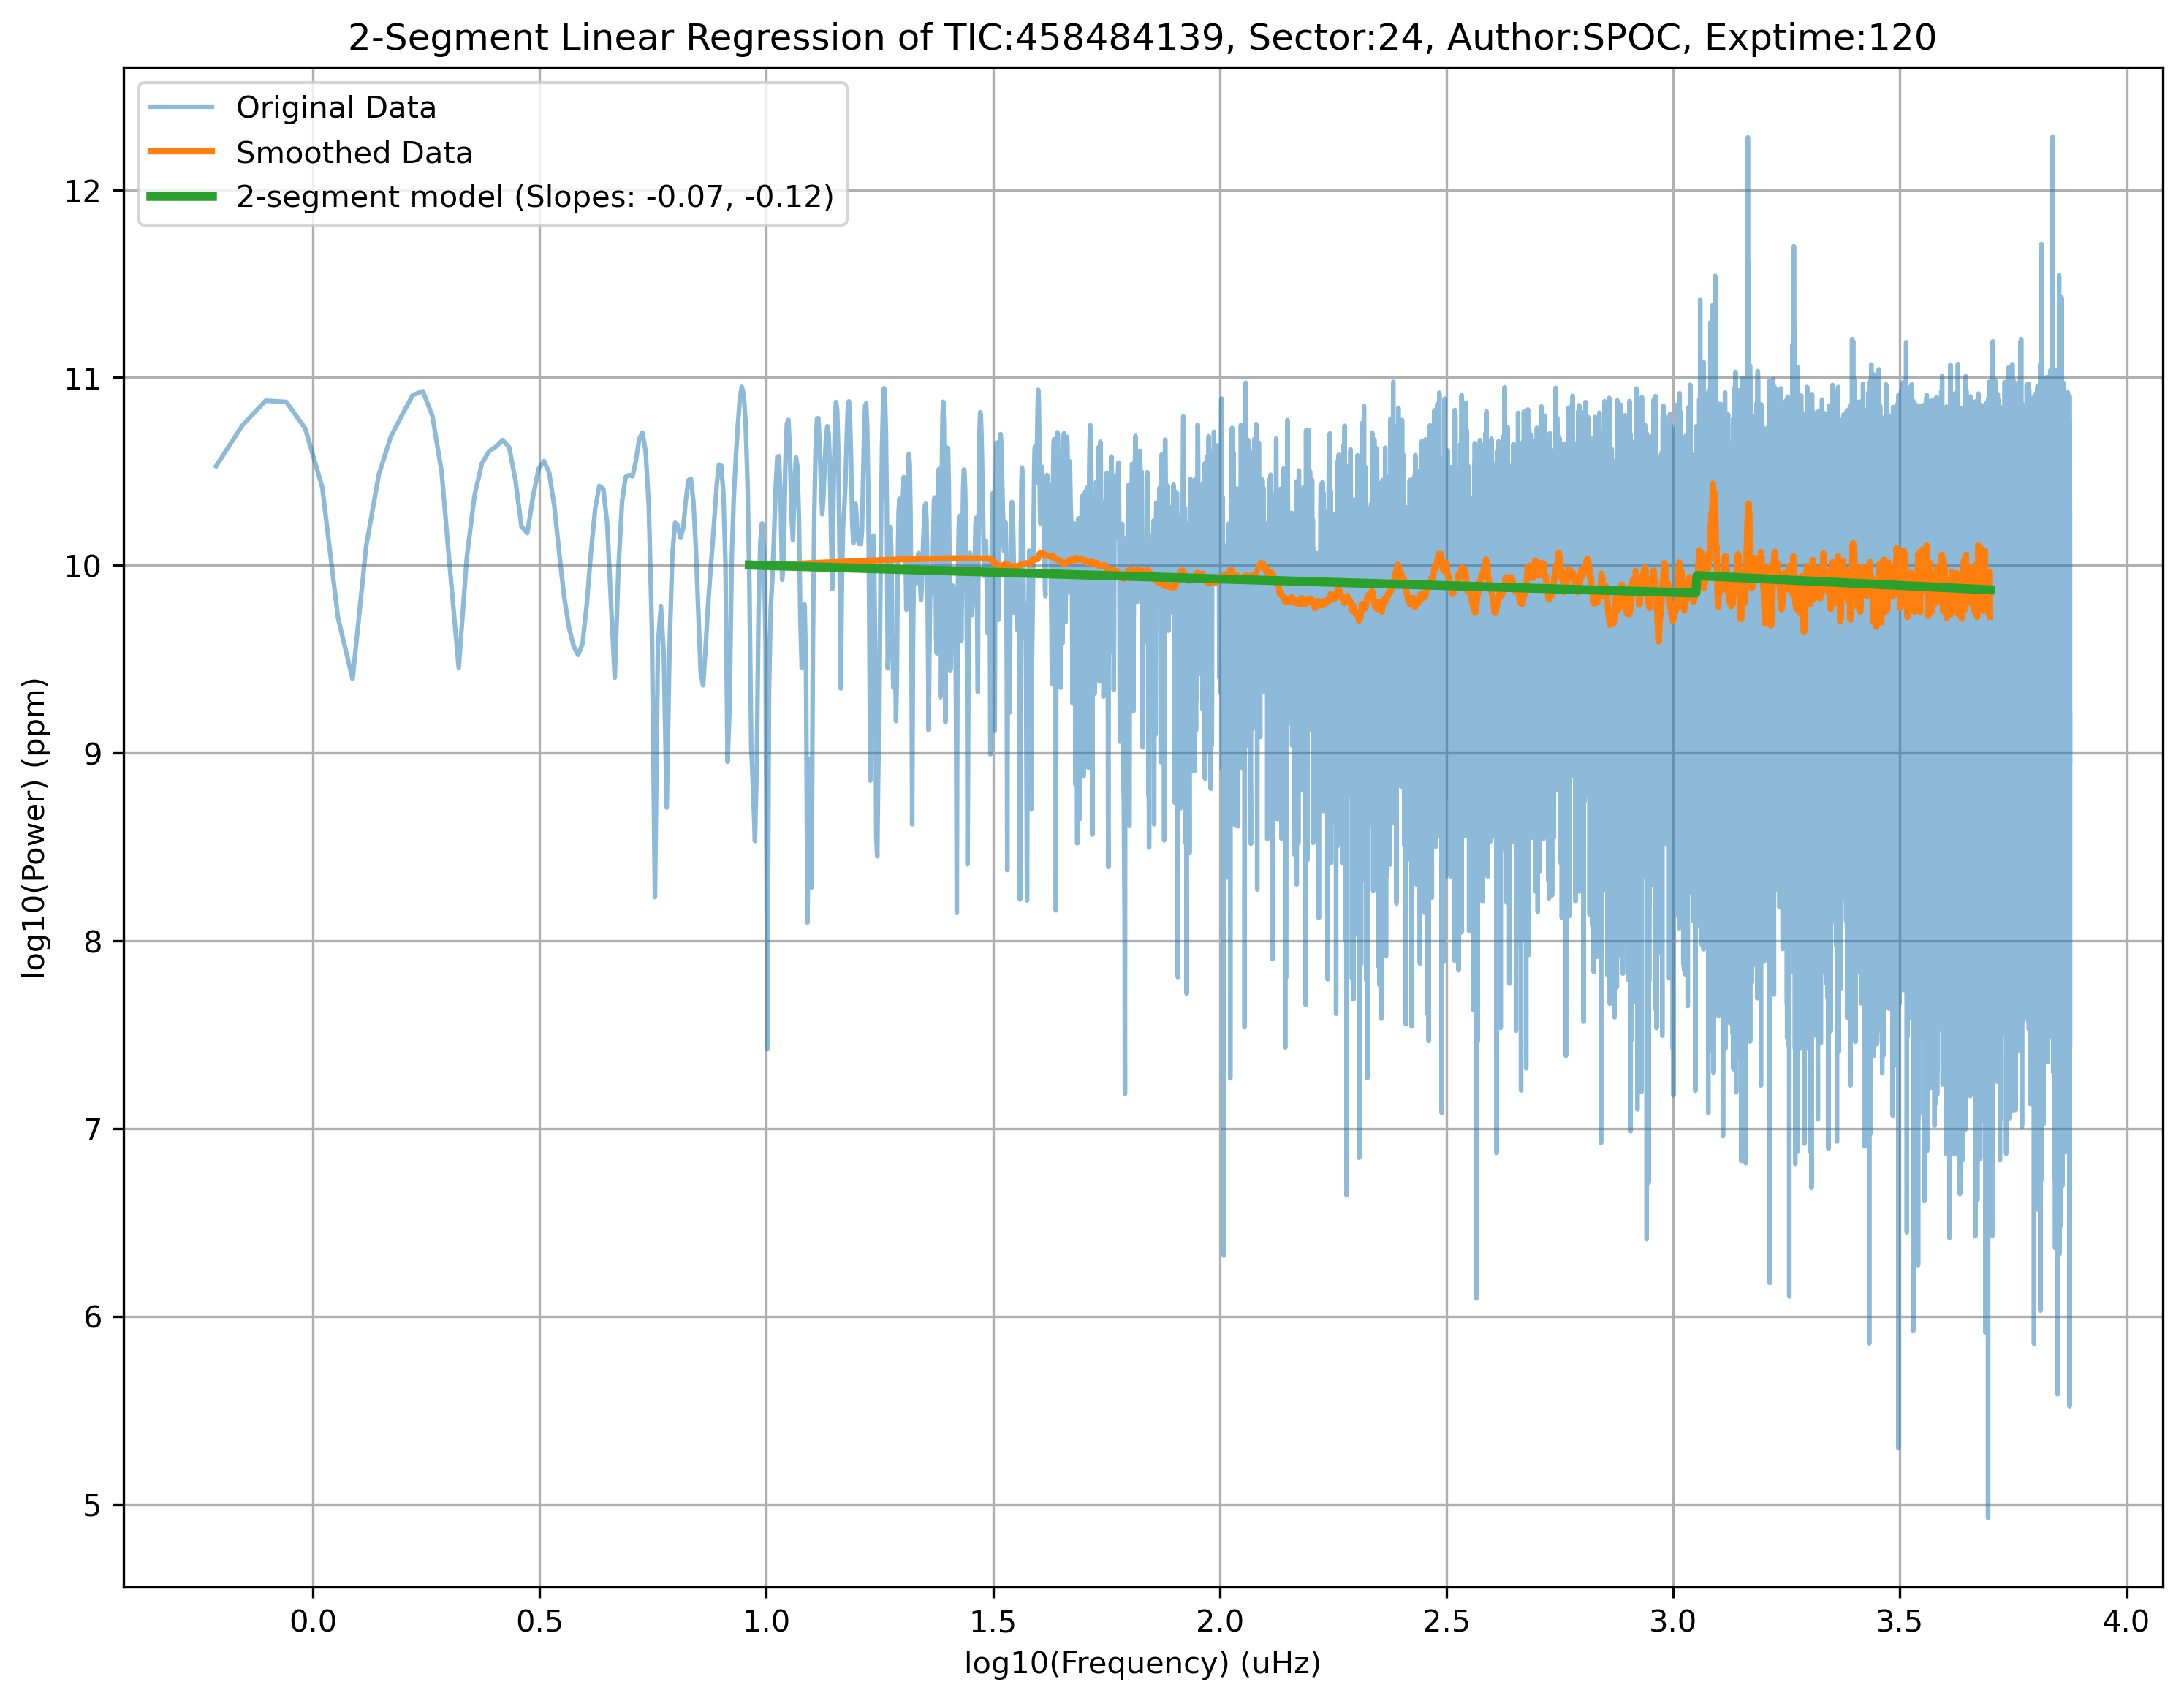 2-Segment Linear Regression of TIC:458484139, Sector:24, Author:SPOC, Exptime:120
Original Data
Smoothed Data
2-segment model (Slopes: -0.07, -0.12)
12
11
10
9
8
7
6
5
log10(Power) (ppm)
0.0 0.5 1.0 1.5 2.0 2.5 3.0 3.5 4.0
log10(Frequency) (uHz)